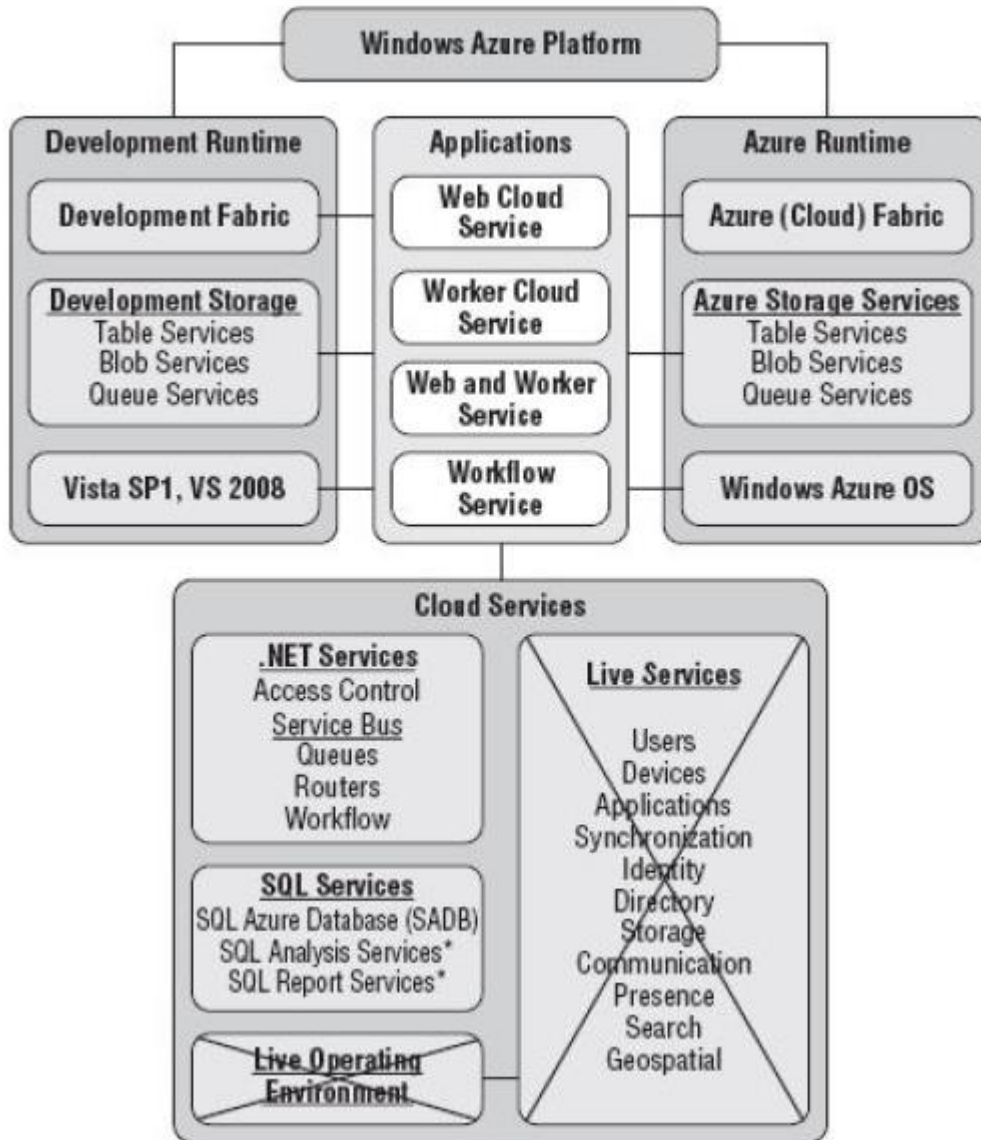 Windows Azure Platform
Development Runtime
Development Fabric
Development Storage
Table Services
Blob Services
Queue Services
Vista SP1, VS 2008
Applications
Web Cloud
Service
Worker Cloud
Service
Web and Worker
Service
Workflow
Service
Azure Runtime
Azure (Cloud) Fabric
Azure Storage Services
Table Services
Blob Services
Queue Services
Windows Azure OS
Cloud Services
.NET Services
Access Control
Service Bus
Queues
Routers
Workflow
SQL Services
SQL Azure Database (SADB)
SQL Analysis Services*
SQL Report Services*
Live Operating
Environment
Live Services
Users
Devices
Applications
Synchronization
Identity
Directory
Storage
Communication
Presence
Search
Geospatial